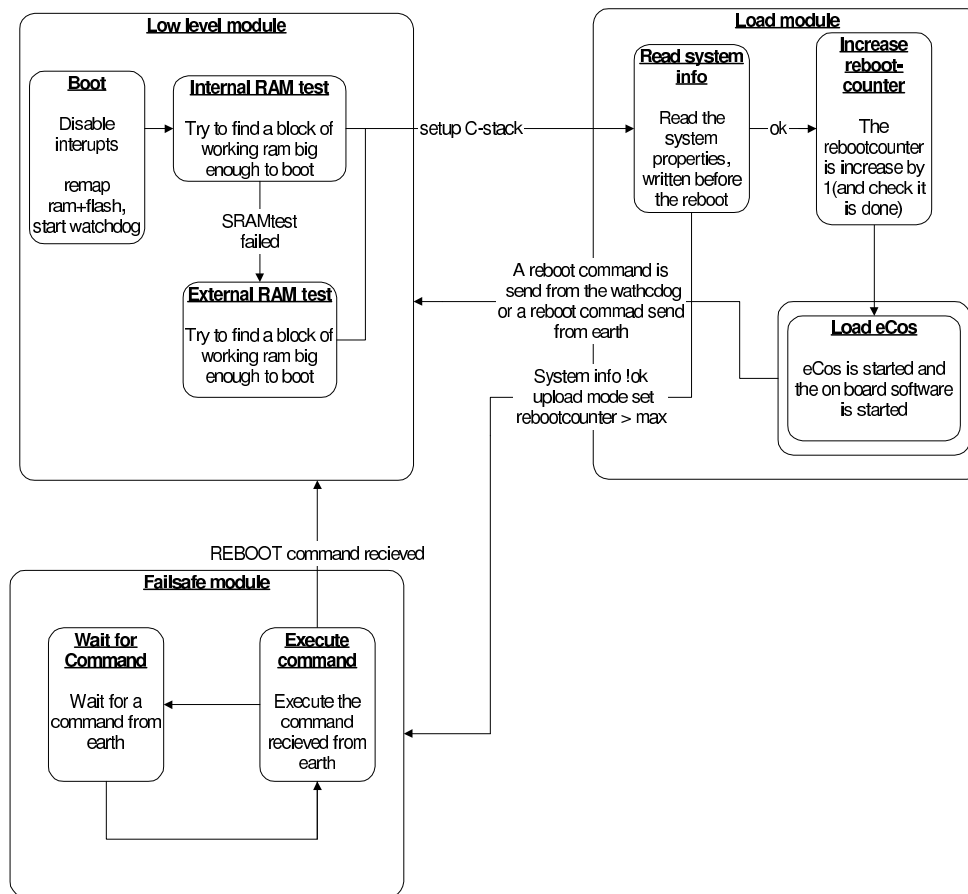 Low level module
Boot
Disable
interupts
remap
ram+flash,
start watchdog
Internal RAM test
Try to find a block of
working ram big
enough to boot
SRAMtest
failed
External RAM test
Try to find a block of
working ram big
enough to boot
setup C-stack
Load module
Read system
info
Read the
system
properties,
written before
the reboot
ok
Increase
reboot-
counter
The
rebootcounter
is increase by
1(and check it
is done)
Load eCos
eCos is started and
the on board software
is started
A reboot command is
send from the wathcdog
or a reboot commad send
from earth
System info !ok
upload mode set
rebootcounter > max
REBOOT command recieved
Failsafe module
Wait for
Command
Wait for a
command from
earth
Execute
command
Execute the
command
recieved from
earth